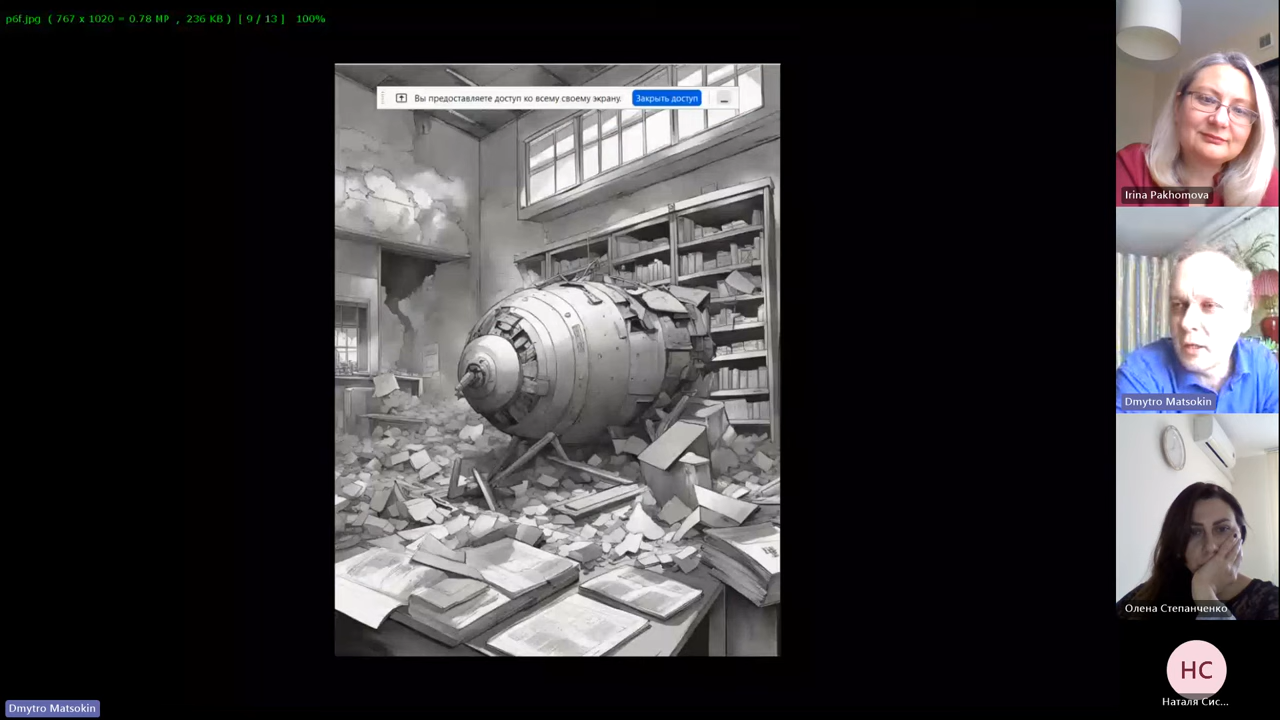 p6f.jpg ( 767 x 1020 = 0.78 MP , 236 KB ) [ 9 / 13 ] 100%
Вы предоставляете доступ ко всему своему экрану.
Закрыть доступ
Irina Pakhomova
Dmytro Matsokin
Олена Степанченко
НС
Наталя Сис...
Dmytro Matsokin